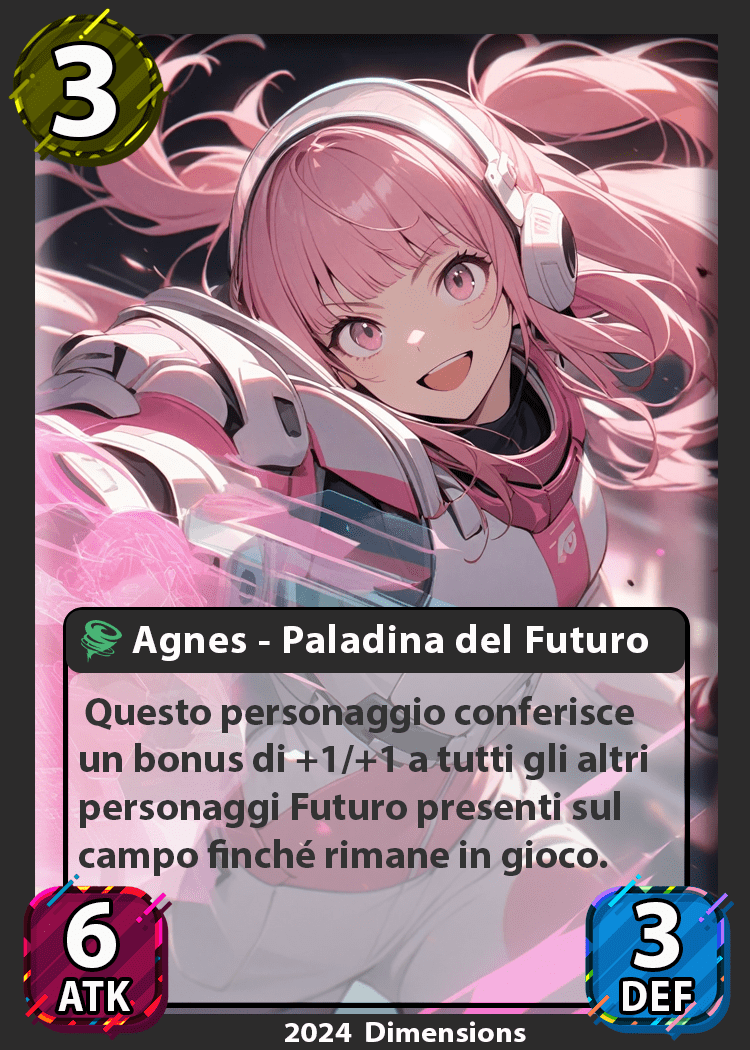 3
Agnes - Paladina del Futuro
Questo personaggio conferisce
un bonus di +1/+1 a tutti gli altri
personaggi Futuro presenti sul
campo finché rimane in gioco.
6
ATK
3
DEF
2024 Dimensions